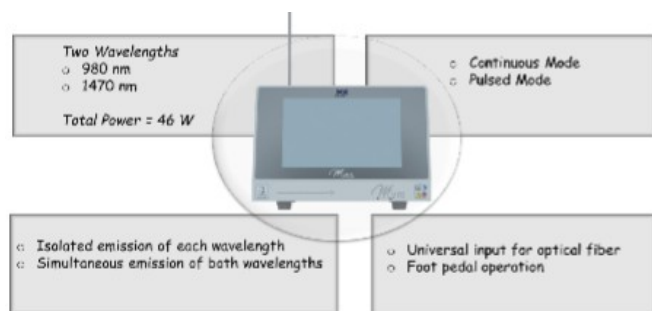 Two Wavelengths
○ 980 nm
○ 1470 nm
Total Power = 46 W
○ Continuous Mode
○ Pulsed Mode
○ Isolated emission of each wavelength
○ Simultaneous emission of both wavelengths
○ Universal input for optical fiber
○ Foot pedal operation